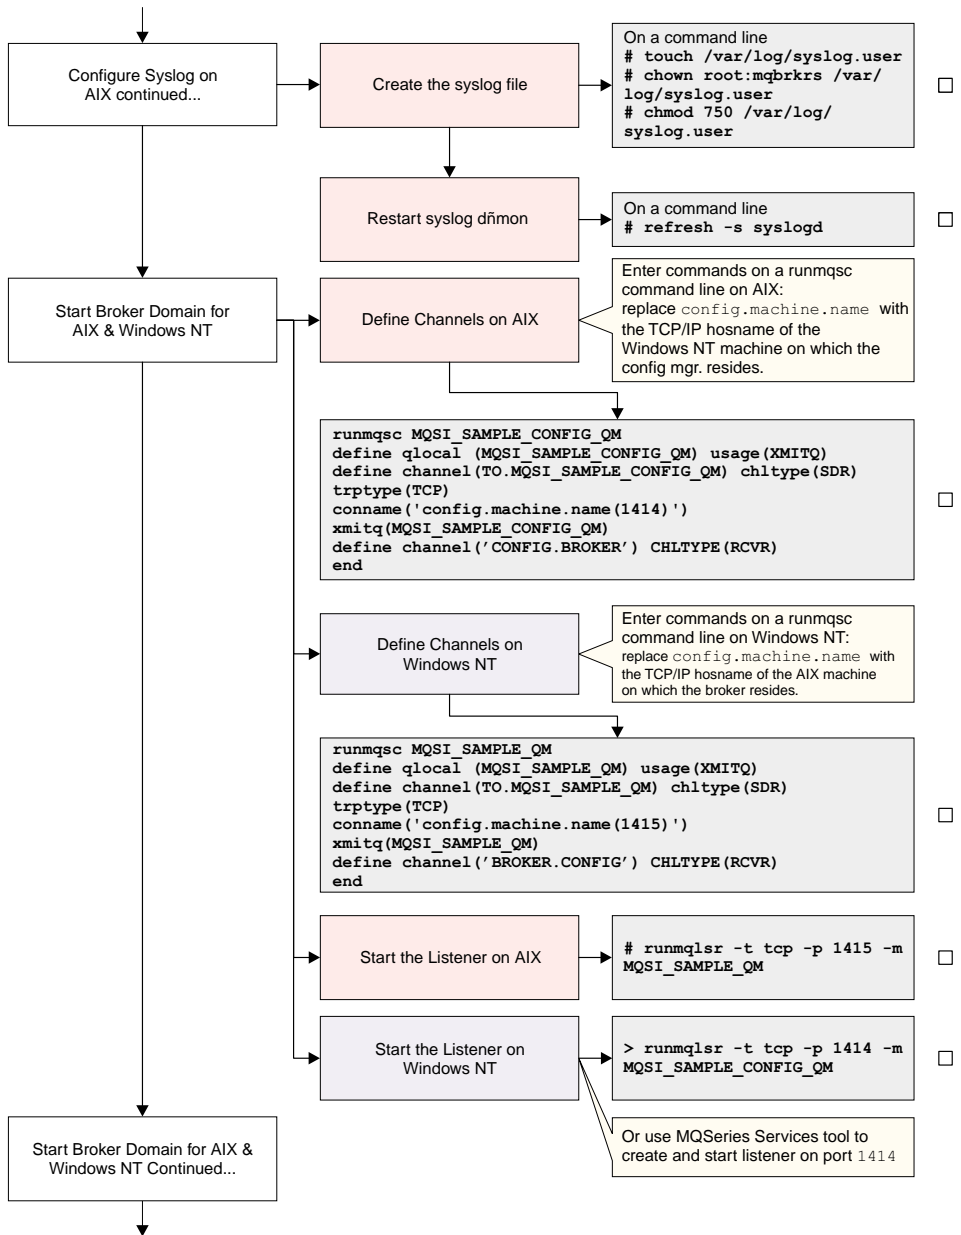 Configure Syslog on
AIX continued...
Create the syslog file
On a command line
# touch /var/log/syslog.user
# chown root:mqbrkrs /var/
log/syslog.user
# chmod 750 /var/log/
syslog.user
Restart syslog dñmon
On a command line
# refresh -s syslogd
Start Broker Domain for
AIX & Windows NT
Define Channels on AIX
Enter commands on a runmqsc
command line on AIX:
replace config.machine.name with
the TCP/IP hosname of the
Windows NT machine on which the
config mgr. resides.
runmqsc MQSI_SAMPLE_CONFIG_QM
define qlocal (MQSI_SAMPLE_CONFIG_QM) usage(XMITQ)
define channel(TO.MQSI_SAMPLE_CONFIG_QM) chltype(SDR)
trptype(TCP)
conname('config.machine.name(1414)')
xmitq(MQSI_SAMPLE_CONFIG_QM)
define channel(’CONFIG.BROKER’) CHLTYPE(RCVR)
end
Define Channels on
Windows NT
Enter commands on a runmqsc
command line on Windows NT:
replace config.machine.name with
the TCP/IP hosname of the AIX machine
on which the broker resides.
runmqsc MQSI_SAMPLE_QM
define qlocal (MQSI_SAMPLE_QM) usage(XMITQ)
define channel(TO.MQSI_SAMPLE_QM) chltype(SDR)
trptype(TCP)
conname('config.machine.name(1415)')
xmitq(MQSI_SAMPLE_QM)
define channel('BROKER.CONFIG') CHLTYPE(RCVR)
end
Start the Listener on AIX
# runmqlsr -t tcp -p 1415 -m
MQSI_SAMPLE_QM
Start the Listener on
Windows NT
> runmqlsr -t tcp -p 1414 -m
MQSI_SAMPLE_CONFIG_QM
Or use MQSeries Services tool to
create and start listener on port 1414
Start Broker Domain for AIX &
Windows NT Continued...